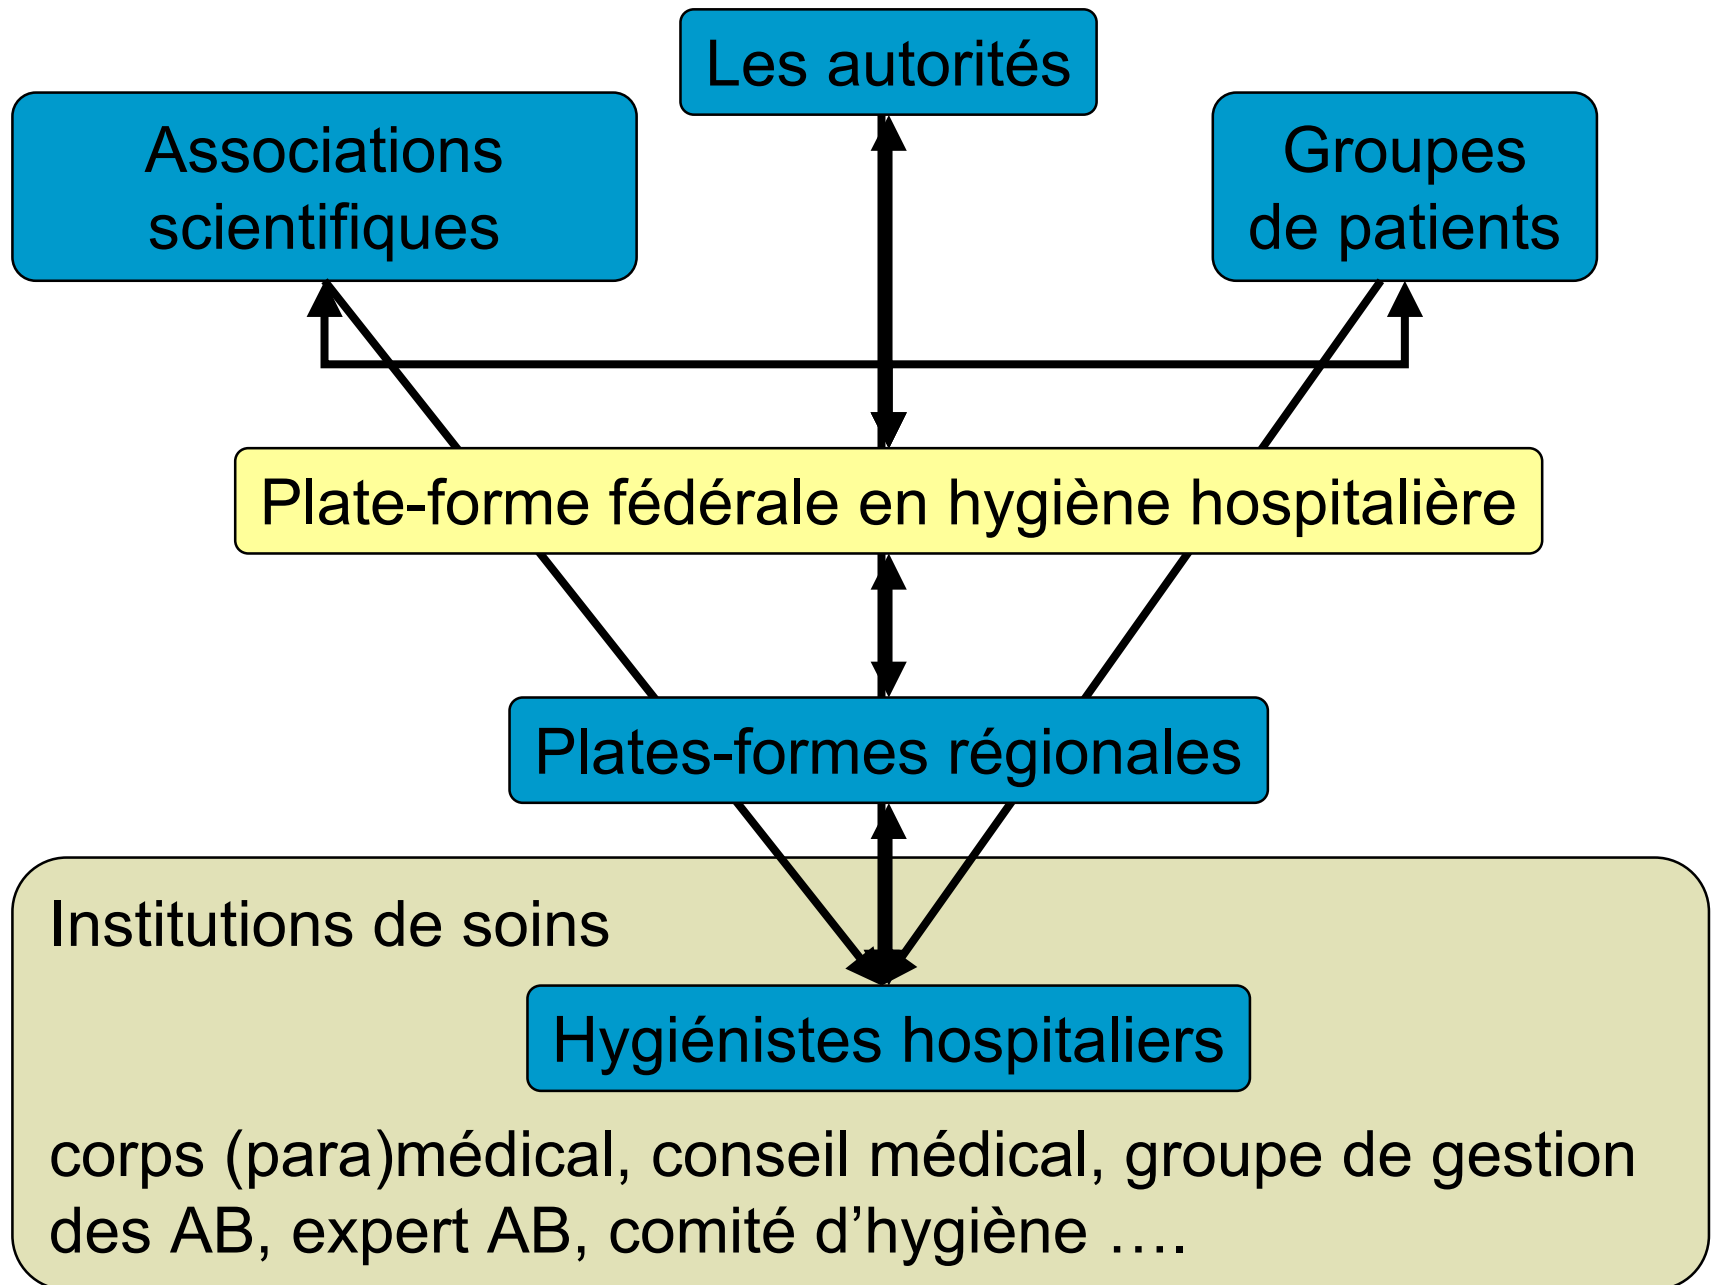 Les autorités
Associations
scientifiques
Groupes
de patients
Plate-forme fédérale en hygiène hospitalière
Plates-formes régionales
Institutions de soins
Hygiénistes hospitaliers
corps (para)médical, conseil médical, groupe de gestion
des AB, expert AB, comité d’hygiène ….